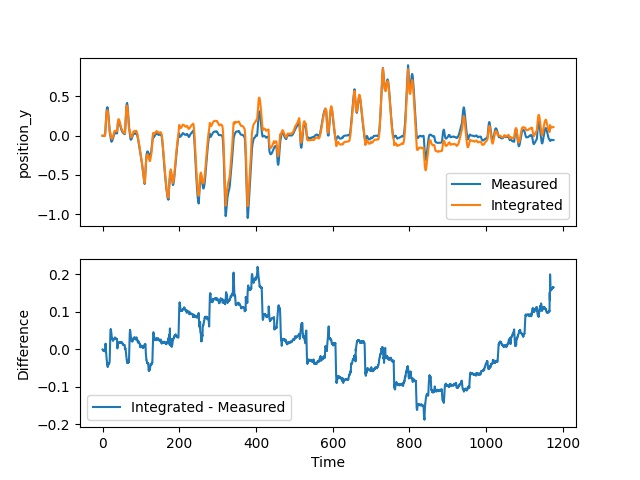 0.5
0.0
−0.5
−1.0
position_y
Measured
Integrated
0.2
0.1
0.0
−0.1
−0.2
Difference
Integrated - Measured
0 200 400 600 800 1000 1200
Time